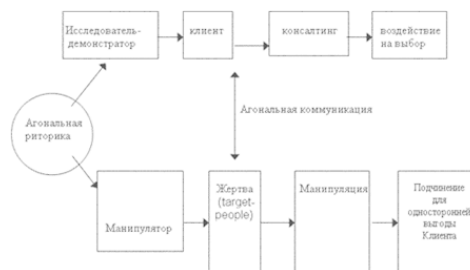 Исследователь-
демонстратор
клиент
консалтинг
воздействие
на выбор
Агональная
риторика
Агональная коммуникация
Манипулятор
Жертва
(target-
people)
Манипуляция
Подчинение
для
односторонней
выгоды
Клиента